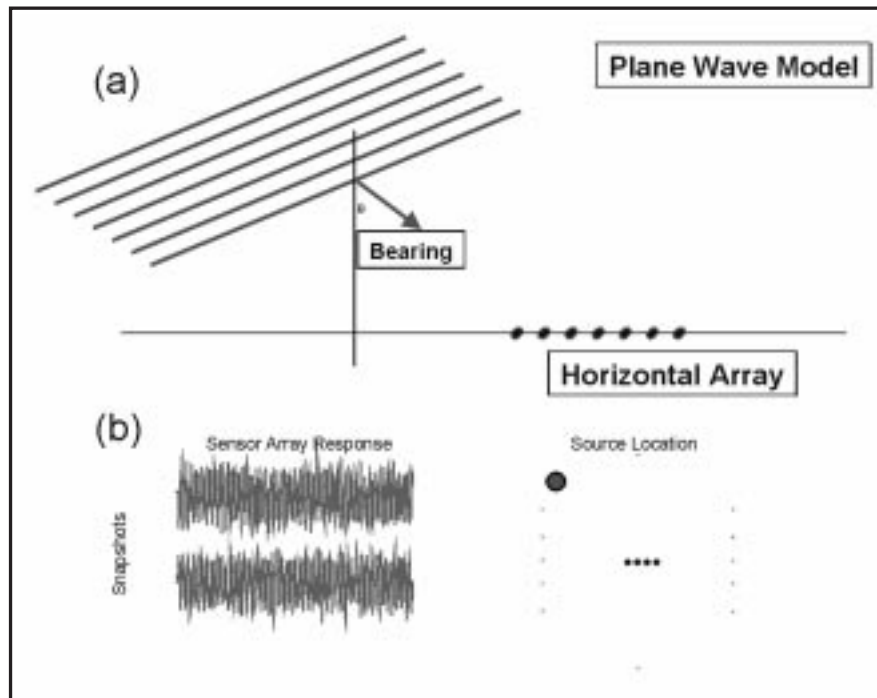 (a)
Plane Wave Model
Bearing
Horizontal Array
(b)
Sensor Array Response
Source Location
Snapshots